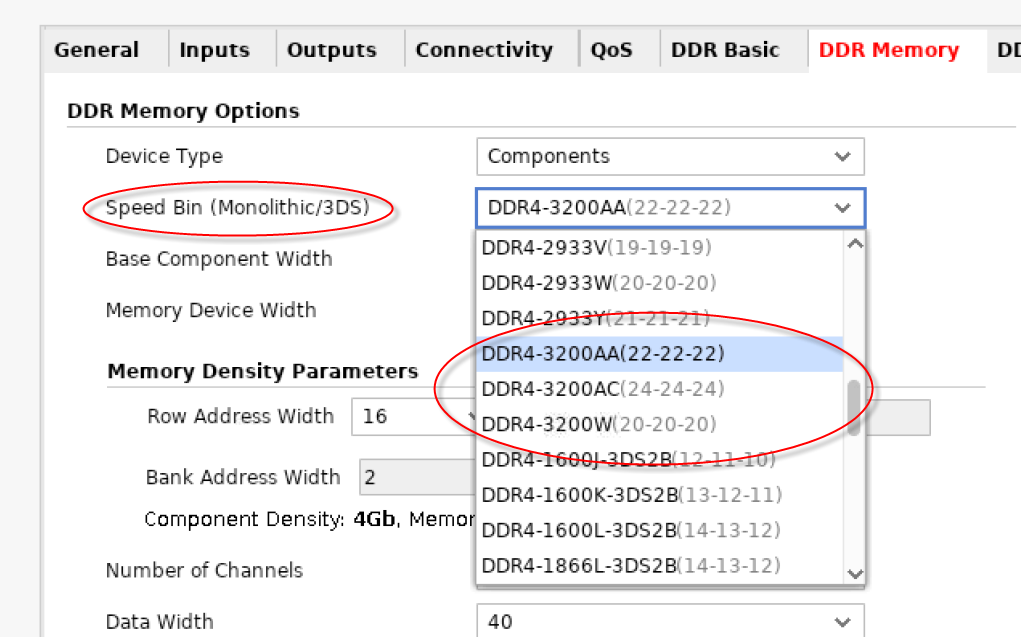 General Inputs Outputs Connectivity QoS DDR Basic DDR Memory
DDR Memory Options
Device Type Components
Speed Bin (Monolithic/3DS) DDR4-3200AA(22-22-22)
DDR4-2933V(19-19-19)
Base Component Width
DDR4-2933W(20-20-20)
Memory Device Width
DDR4-2933Y(21-21-21)
DDR4-3200AA(22-22-22)
Memory Density Parameters
DDR4-3200AC(24-24-24)
Row Address Width 16
DDR4-3200W(20-20-20)
DDR4-1600J-3DS2B(12-11-10)
Bank Address Width 2
DDR4-1600K-3DS2B(13-12-11)
Component Density: 4Gb,
DDR4-1600L-3DS2B(14-13-12)
Number of Channels
DDR4-1866L-3DS2B(14-13-12)
Data Width 40